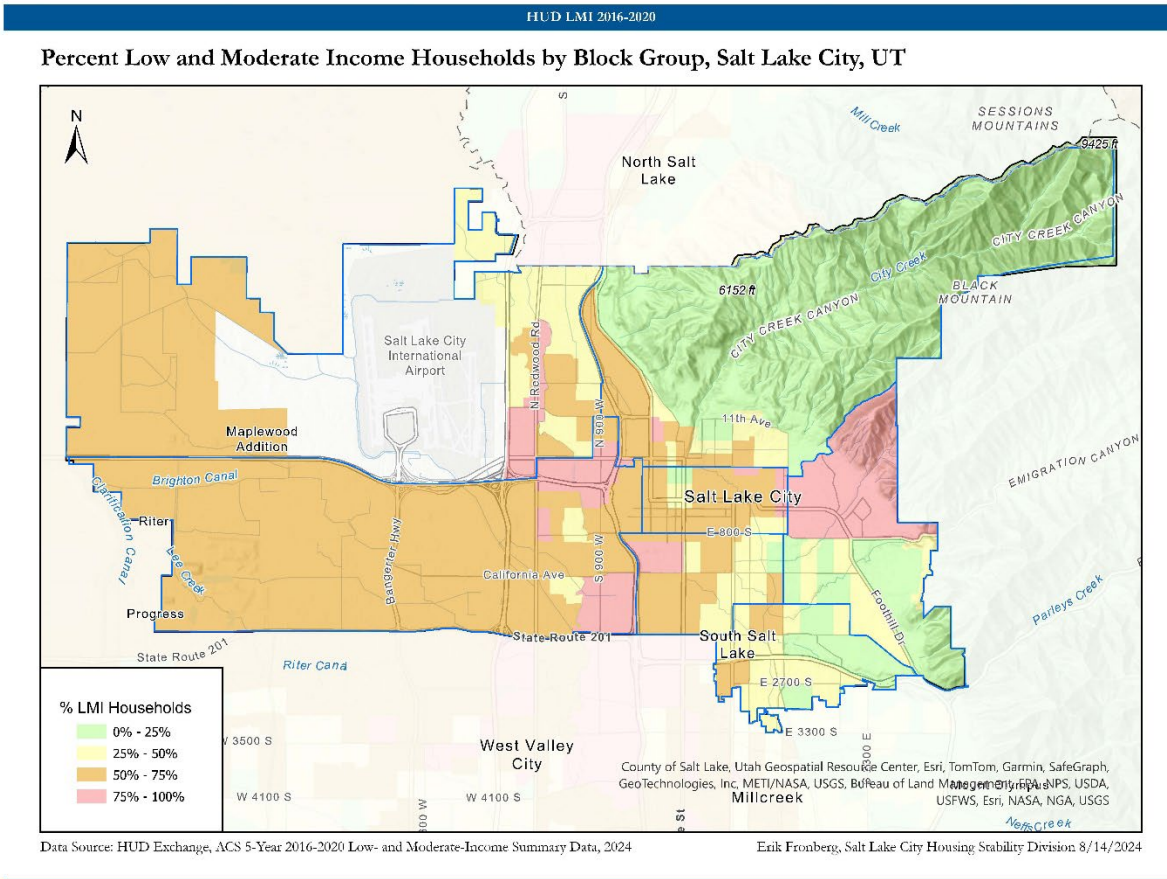 HUD LMI 2016-2020
Percent Low and Moderate Income Households by Block Group, Salt Lake City, UT
N
S
Mill Creek
SESSIONS
MOUNTAINS
9425 ft
North Salt
Lake
CITY CREEK CANYON
City Creek
BLACK
MOUNTAIN
6152 ft
CITY CREEK CANYON
Salt Lake City
International
Airport
N Redwood Rd
N 900 W
11th Ave
Maplewood
Addition
EMIGRATION CANYON
Brighton Canal
Salt Lake City
Clarification Canal
Riter
Lee Creek
Bangerter Hwy
E 800 S
S 900 W
California Ave
Foothill Dr
Parleys Creek
Progress
State Route 201
South Salt
Lake
State Route 201
Riter Canal
E 2700 S
% LMI Households
0% - 25%
25% - 50%
50% - 75%
75% - 100%
W 3500 S
E 3300 S
West Valley
City
W 4100 S
W 4100 S
Millcreek
County of Salt Lake, Utah Geospatial Resource Center, Esri, TomTom, Garmin, SafeGraph,
GeoTechnologies, Inc, METI/NASA, USGS, Bureau of Land Management, EPA, NPS, USDA,
USFWS, Esri, NASA, NGA, USGS
Neffs Creek
Data Source: HUD Exchange, ACS 5-Year 2016-2020 Low- and Moderate-Income Summary Data, 2024
Erik Fronberg, Salt Lake City Housing Stability Division 8/14/2024